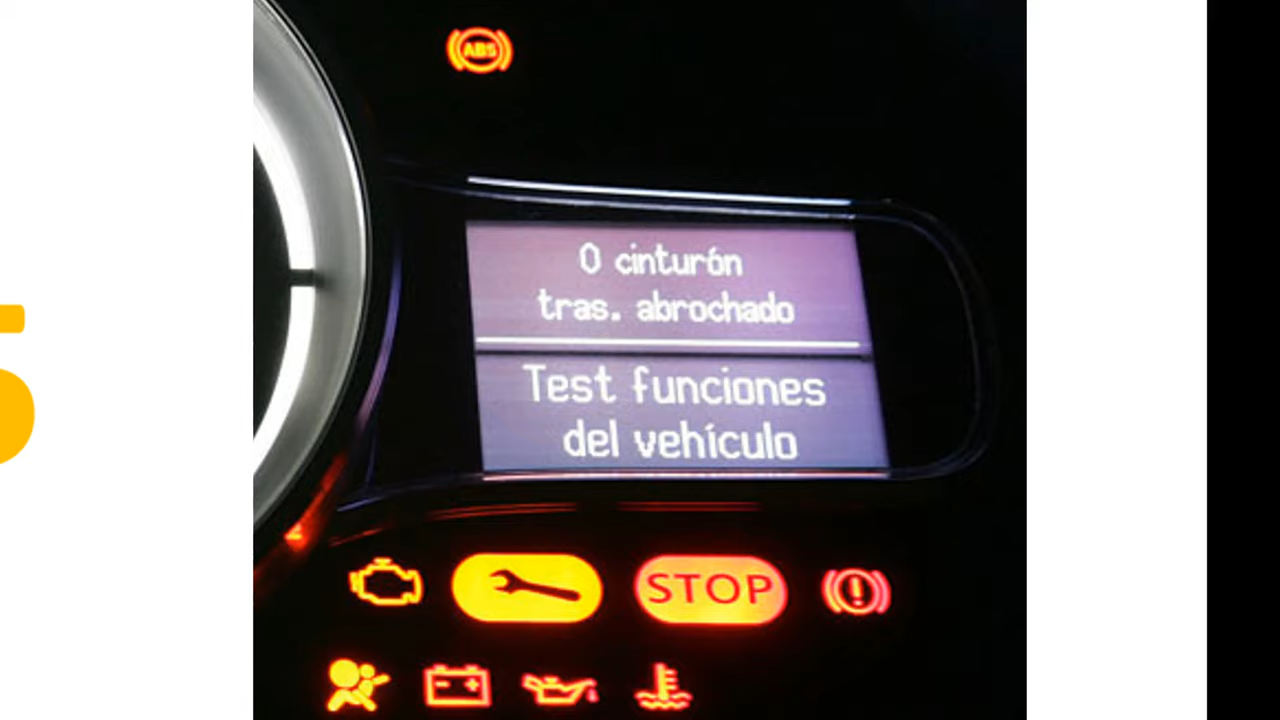 ABS
0 cinturón
tras. abrochado
Test funciones
del vehículo
STOP